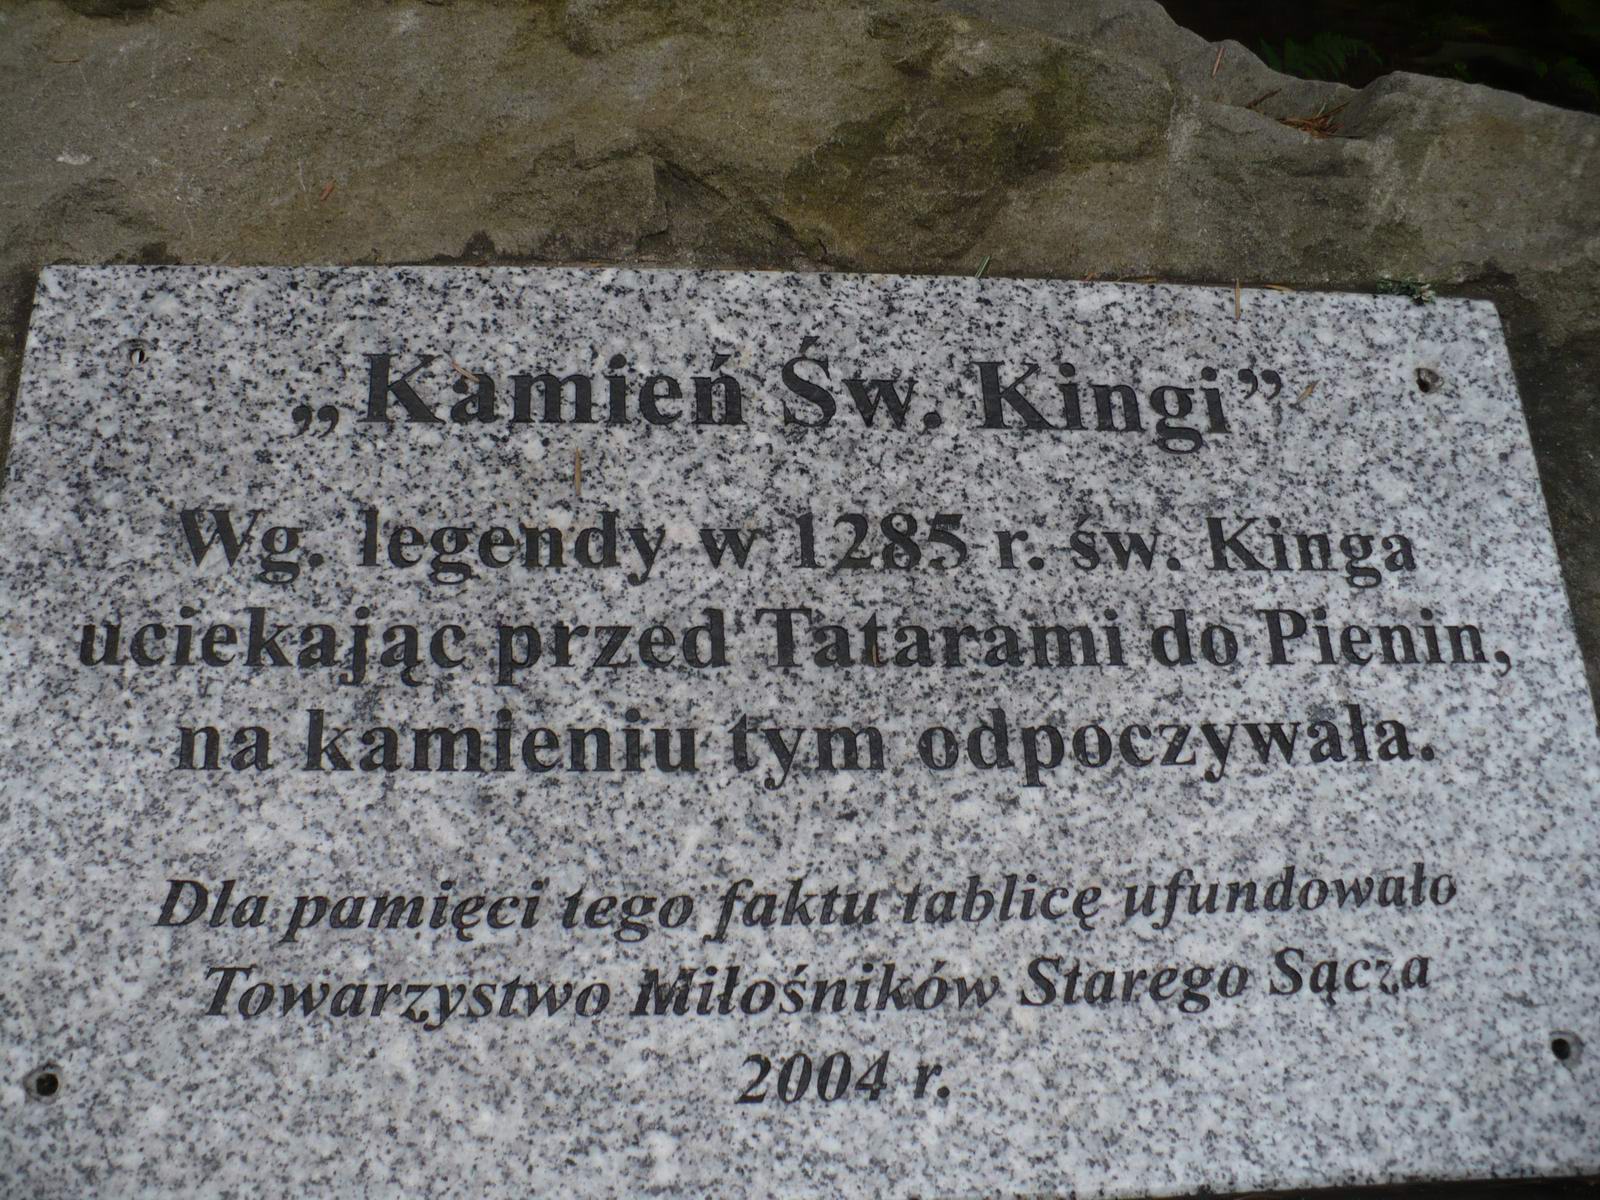 „Kamień Św. Kingi”
Wg. legendy w 1285 r. św. Kinga
uciekając przed Tatarami do Pienin,
na kamieniu tym odpoczywała.
Dla pamięci tego faktu tablicę ufundowało
Towarzystwo Miłośników Starego Sącza
2004 r.